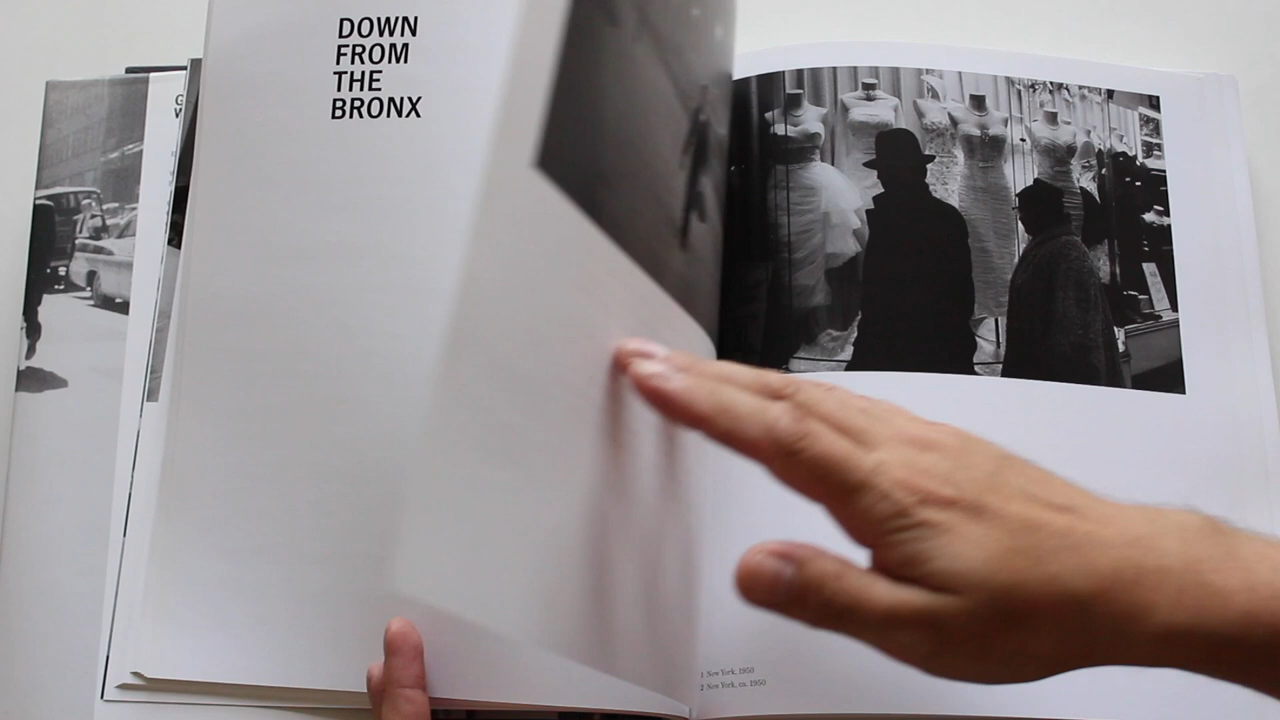 DOWN
FROM
THE
BRONX
1 New York, 1950
2 New York, ca. 1950